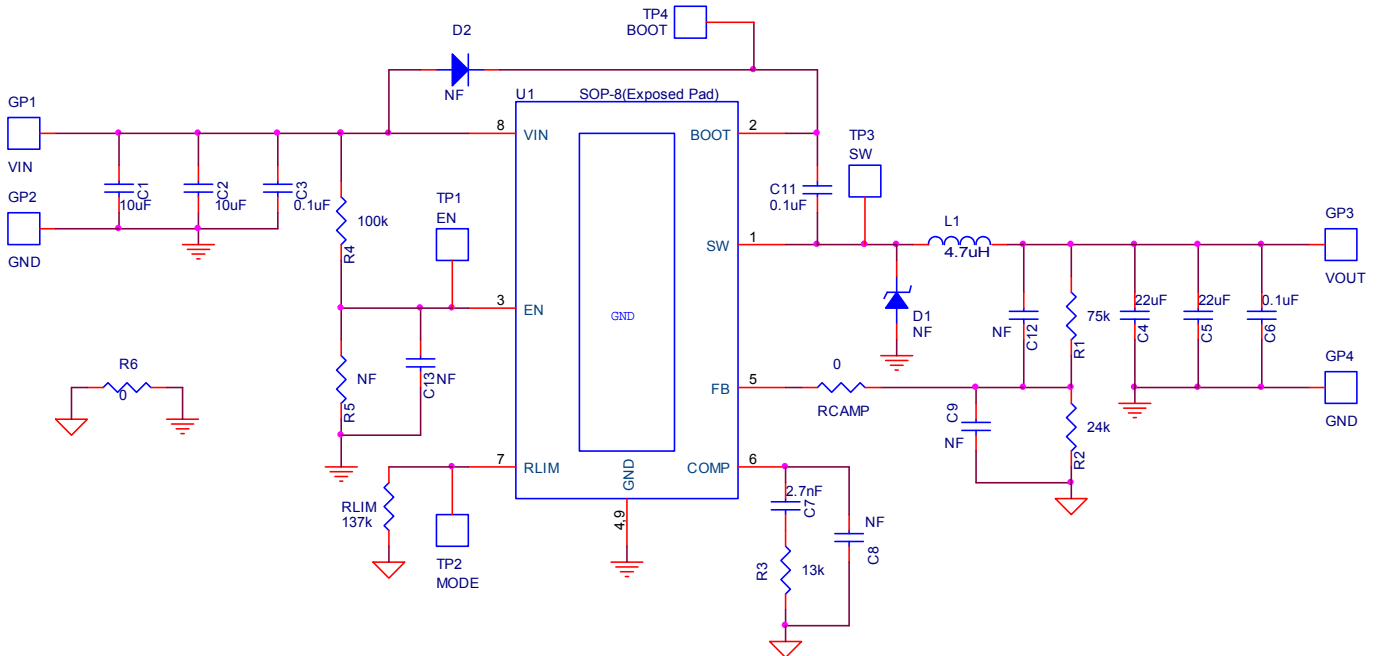 TP4
BOOT
D2
NF
GP1
VIN
GP2
GND
C1
10uF
C2
10uF
C3
0.1uF
100k
R4
TP1
EN
U1
SOP-8(Exposed Pad)
8
VIN
BOOT
2
TP3
SW
C11
0.1uF
SW
1
L1
4.7uH
GP3
VOUT
3
EN
GND
D1
NF
NF
C12
75k
R1
22uF
C4
22uF
C5
0.1uF
C6
R6
0
NF
R5
NF
C13
FB
5
0
RCAMP
C9
NF
24k
R2
GP4
GND
7
RLIM
GND
4,9
COMP
6
RLIM
137k
TP2
MODE
2.7nF
C7
NF
C8
R3
13k